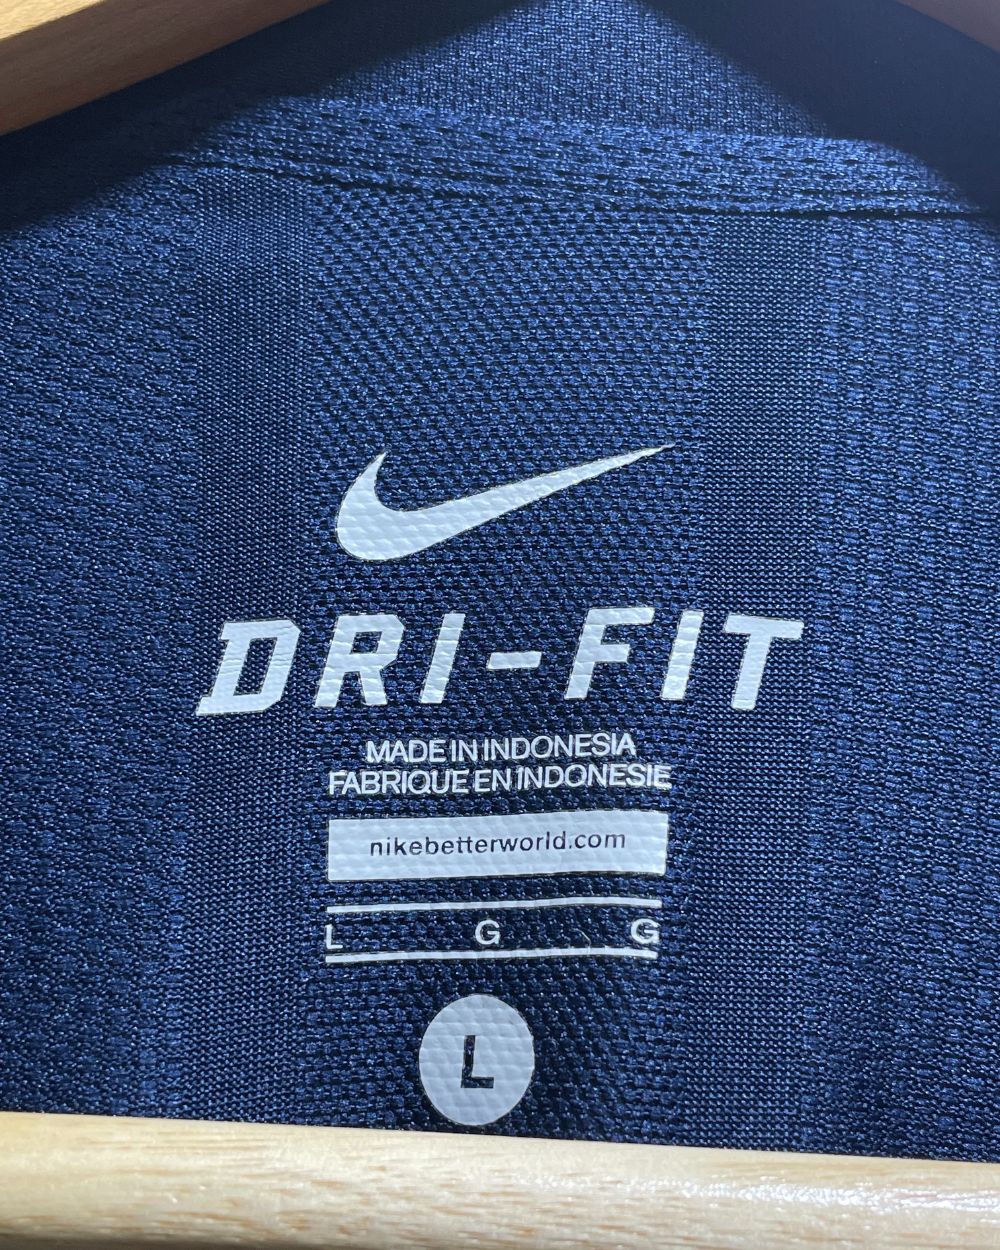 DRI-FIT
MADE IN INDONESIA
FABRIQUE EN INDONESIE
nikebetterworld.com
L G G
L